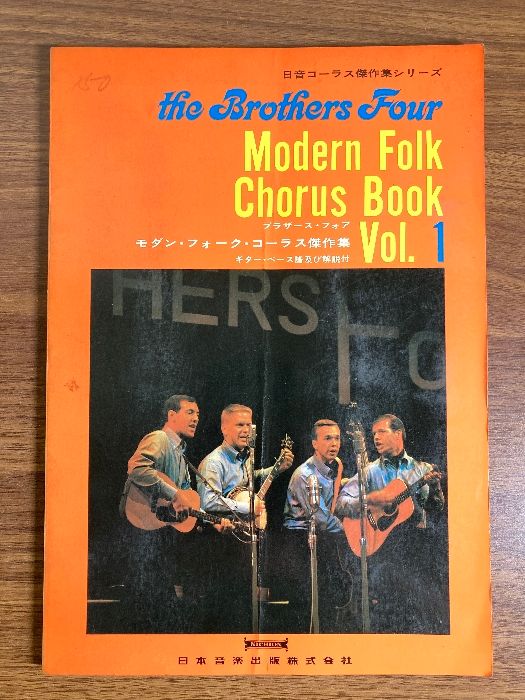 150
日音コーラス傑作集シリーズ
the Brothers Four
Modern Folk
Chorus Book
ブラザース・フォア
モダン・フォーク・コーラス傑作集
Vol. 1
ギター・ベース譜及び解説付
HERS FO
NICHION
日本音楽出版株式会社